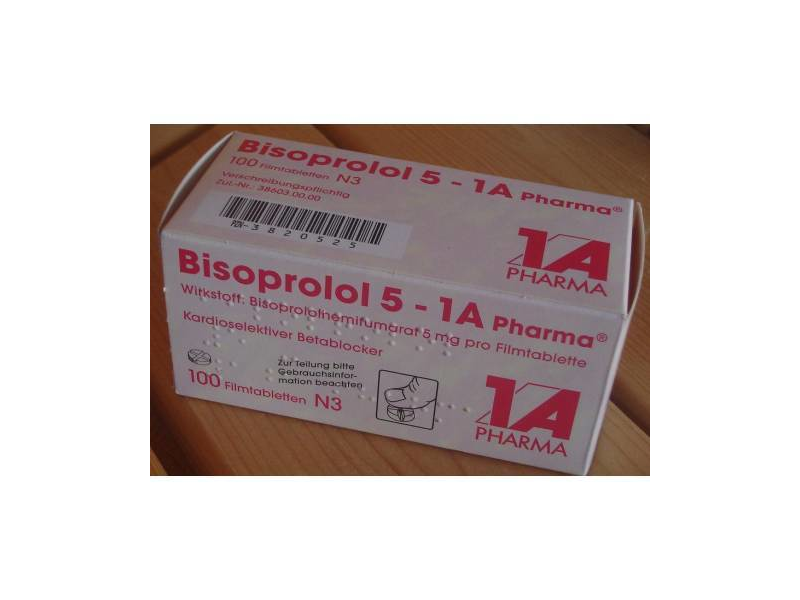 Bisoprolol 5 - 1A Pharma®
100 Filmtabletten N3
Verschreibungspflichtig
Zul.-Nr.: 38603.00.00
PZN-3820525
1A
PHARMA
Bisoprolol 5 - 1A Pharma®
Wirkstoff: Bisoprololhemifumarat 5 mg pro Filmtablette
Kardioselektiver Betablocker
Zur Teilung bitte
Gebrauchsinfor-
mation beachten
100 Filmtabletten N3
1A
PHARMA